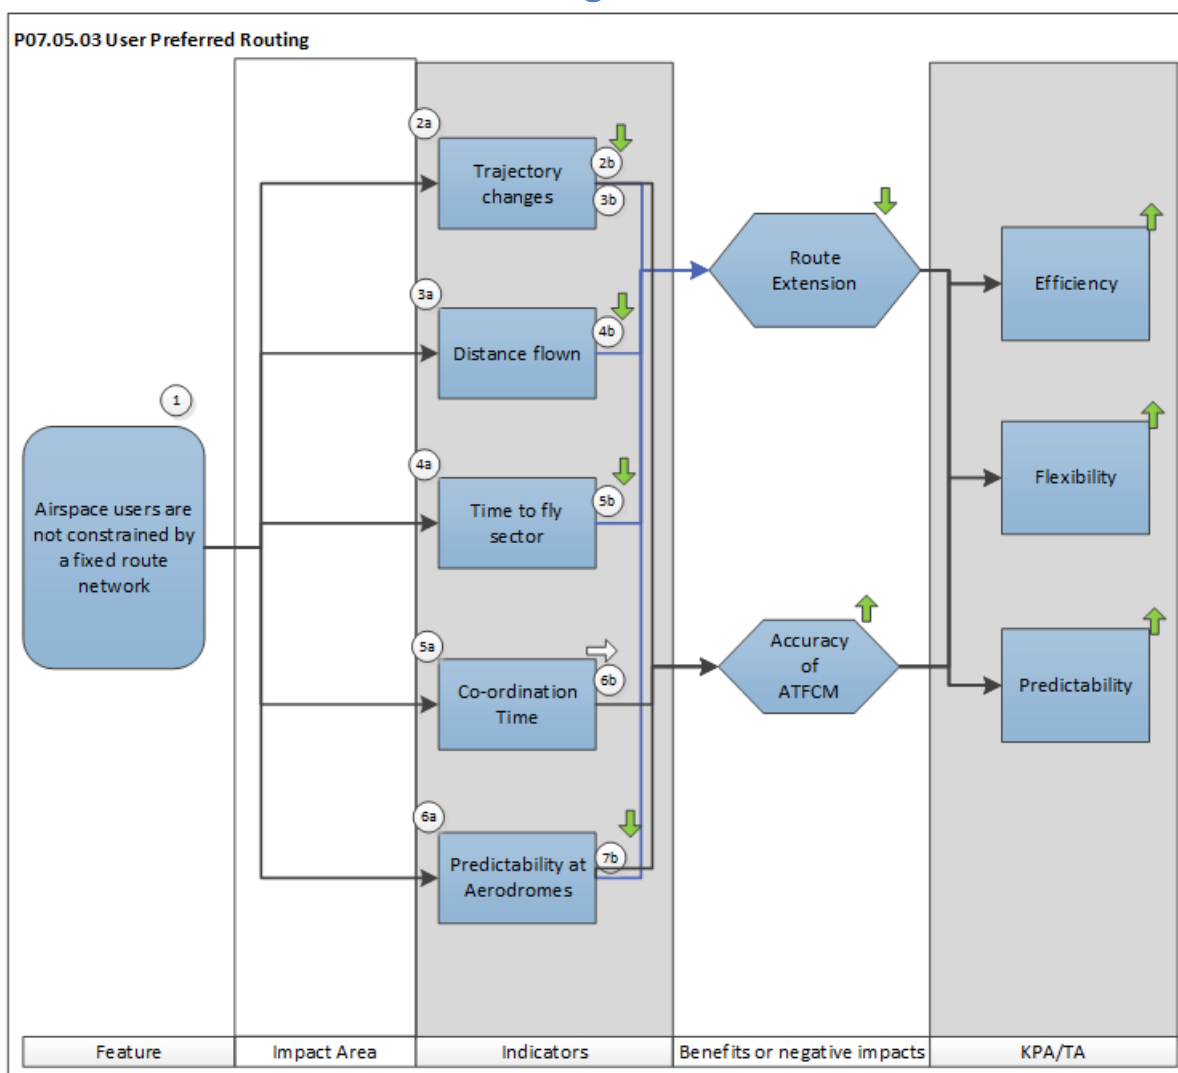 P07.05.03 User Preferred Routing
1
Airspace users are
not constrained by
a fixed route
network
2a
Trajectory
changes
2b
3b
3a
Distance flown
4b
4a
Time to fly
sector
5b
5a
Co-ordination
Time
6b
6a
Predictability at
Aerodromes
7b
Route
Extension
Accuracy
of
ATFCM
Efficiency
Flexibility
Predictability
Feature
Impact Area
Indicators
Benefits or negative impacts
KPA/TA